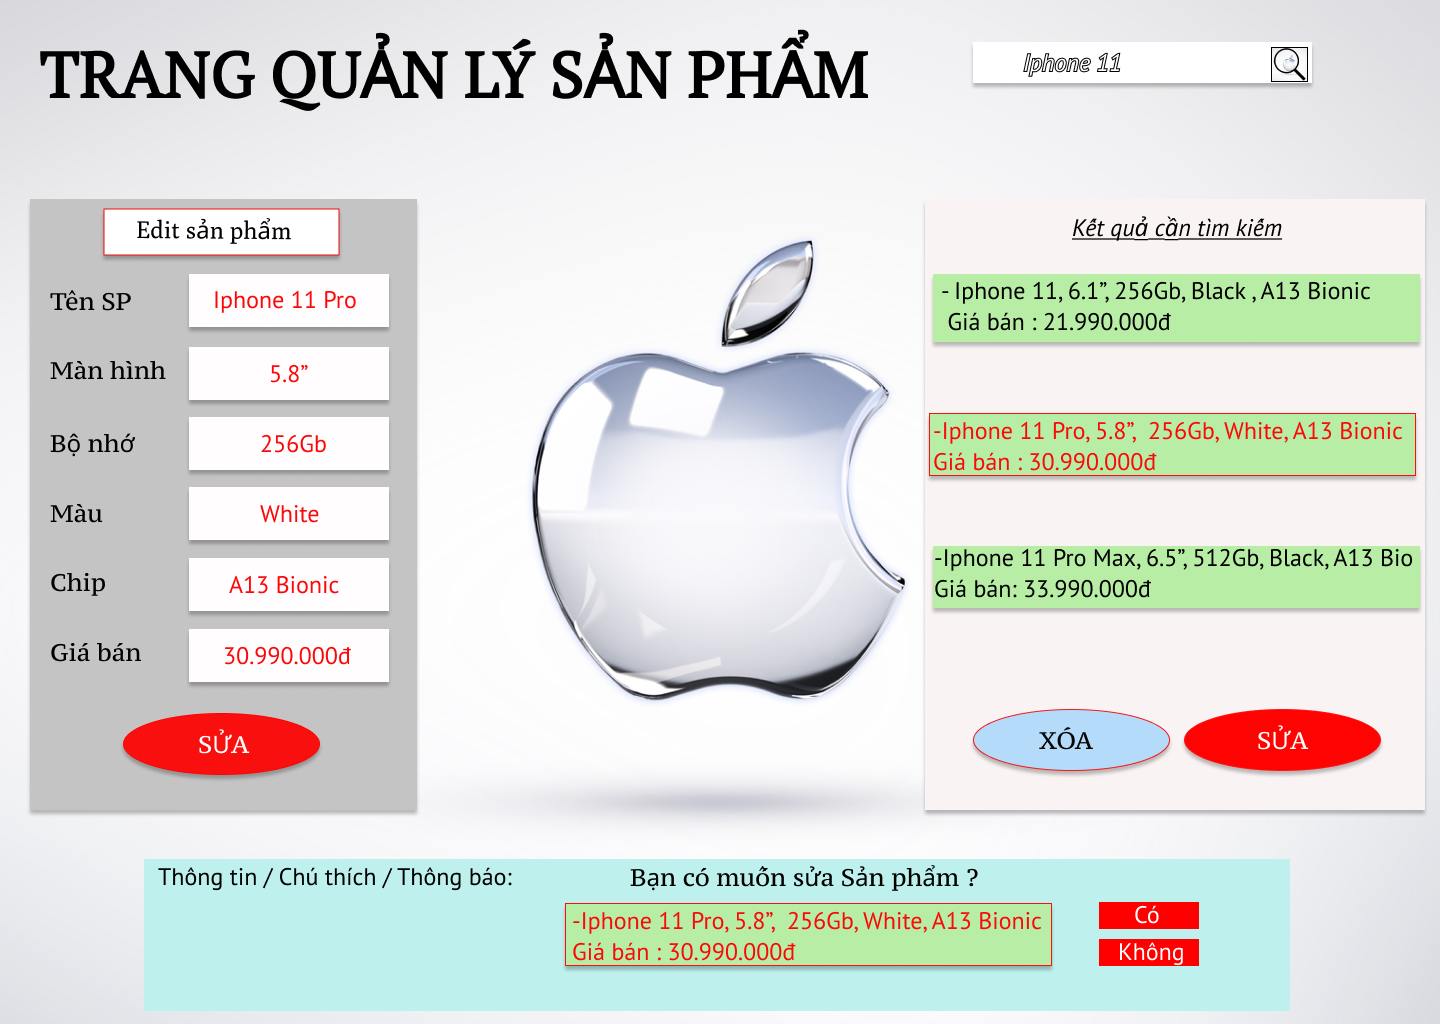 TRANG QUẢN LÝ SẢN PHẨM
Iphone 11
Edit sản phẩm
Tên SP
Iphone 11 Pro
Màn hình
5.8”
Bộ nhớ
256Gb
Màu
White
Chip
A13 Bionic
Giá bán
30.990.000đ
SỬA
Kết quả cần tìm kiếm
- Iphone 11, 6.1”, 256Gb, Black , A13 Bionic
Giá bán : 21.990.000đ
-Iphone 11 Pro, 5.8”,  256Gb, White, A13 Bionic
Giá bán : 30.990.000đ
-Iphone 11 Pro Max, 6.5”, 512Gb, Black, A13 Bio
Giá bán: 33.990.000đ
XÓA
SỬA
Thông tin / Chú thích / Thông báo:
Bạn có muốn sửa Sản phẩm ?
-Iphone 11 Pro, 5.8”,  256Gb, White, A13 Bionic
Giá bán : 30.990.000đ
Có
Không